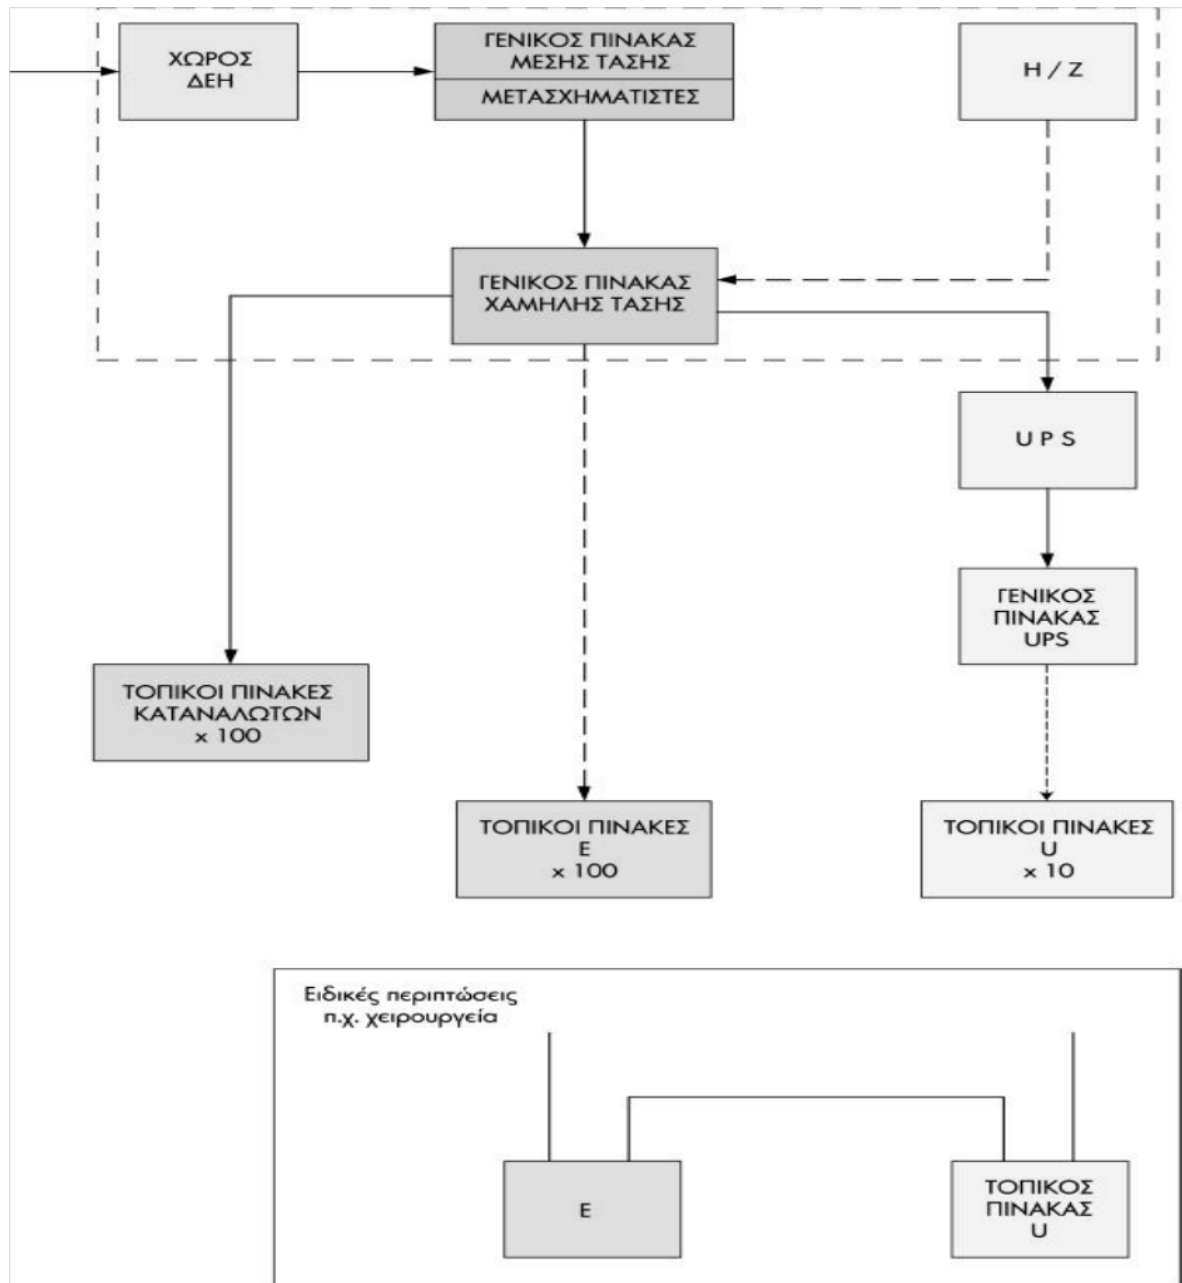 ΧΩΡΟΣ
ΔΕΗ
ΓΕΝΙΚΟΣ ΠΙΝΑΚΑΣ
ΜΕΣΗΣ ΤΑΣΗΣ
ΜΕΤΑΣΧΗΜΑΤΙΣΤΕΣ
Η / Ζ
ΓΕΝΙΚΟΣ ΠΙΝΑΚΑΣ
ΧΑΜΗΛΗΣ ΤΑΣΗΣ
U P S
ΓΕΝΙΚΟΣ
ΠΙΝΑΚΑΣ
UPS
ΤΟΠΙΚΟΙ ΠΙΝΑΚΕΣ
ΚΑΤΑΝΑΛΩΤΩΝ
x 100
ΤΟΠΙΚΟΙ ΠΙΝΑΚΕΣ
Ε
x 100
ΤΟΠΙΚΟΙ ΠΙΝΑΚΕΣ
U
x 10
Ειδικές περιπτώσεις
π.χ. χειρουργεία
Ε
ΤΟΠΙΚΟΣ
ΠΙΝΑΚΑΣ
U